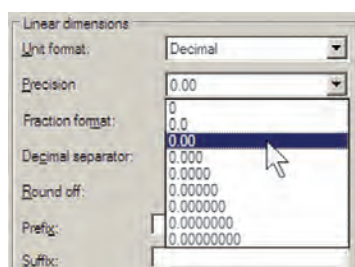 Linear dimensions
Unit format: Decimal
Precision 0.00
0
Fraction format: 0.0
0.00
Decimal separator: 0.000
0.0000
Round off: 0.00000
0.000000
Prefix: 0.0000000
0.00000000
Suffix: